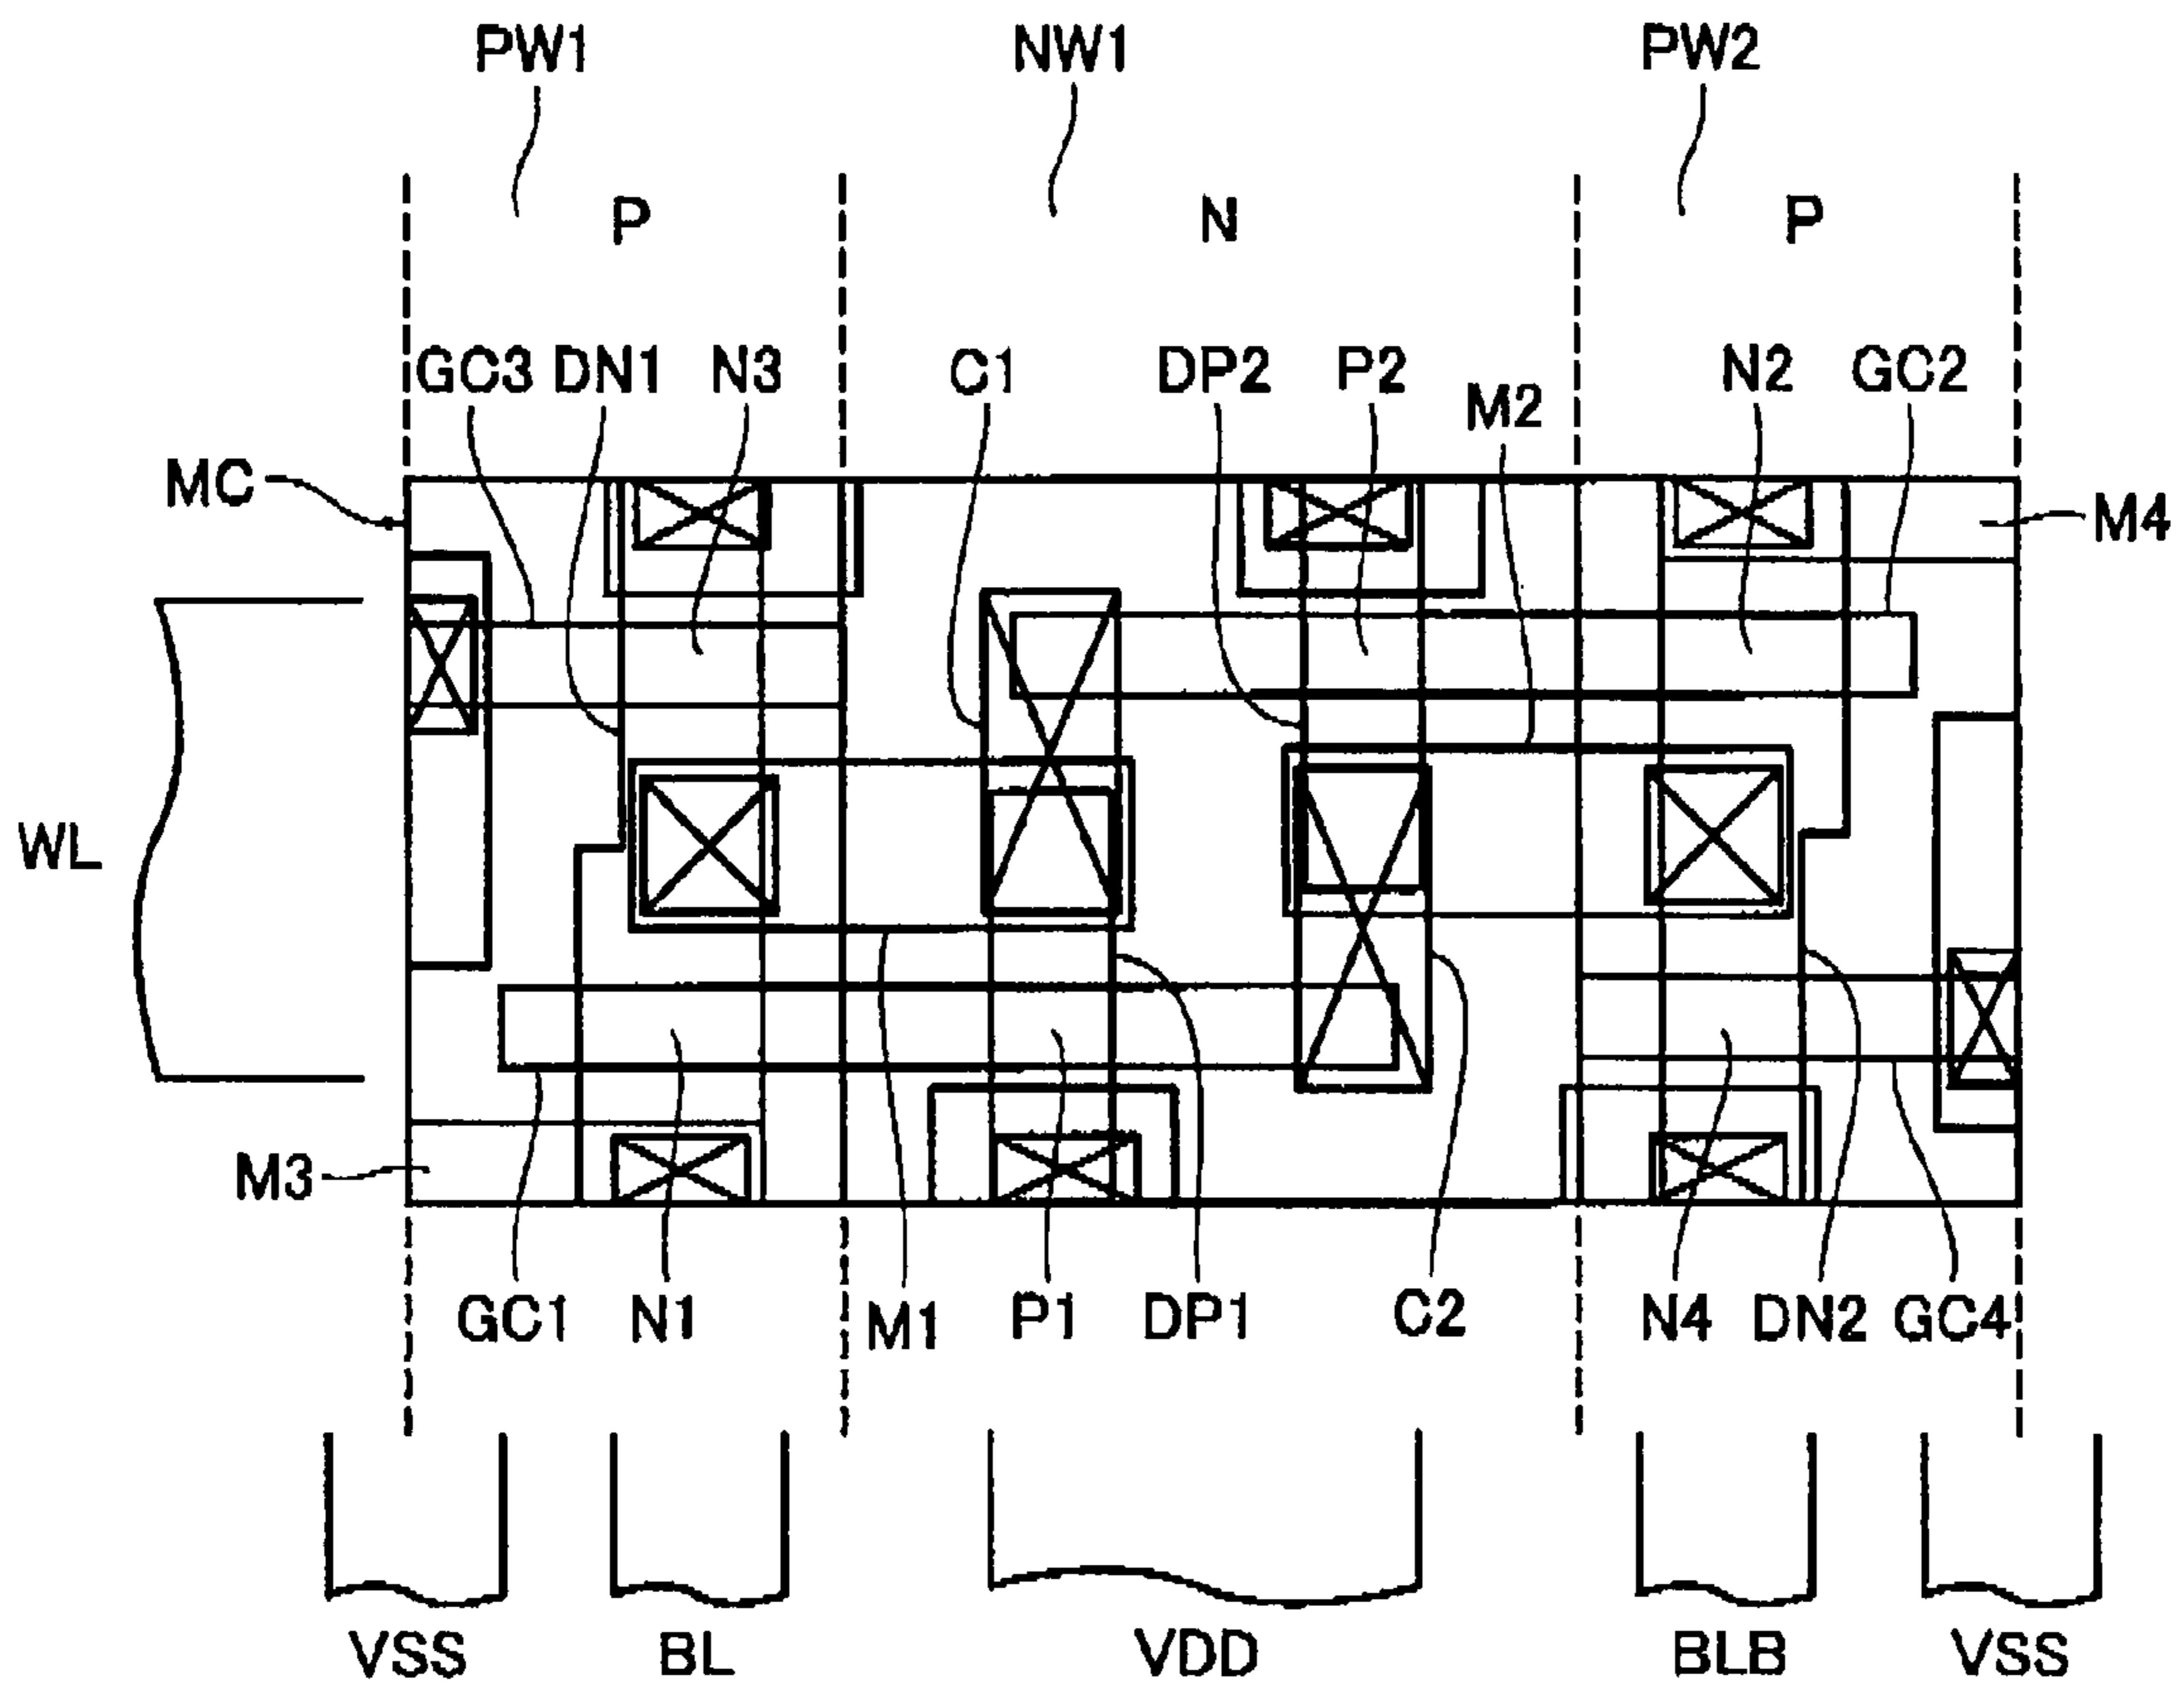 PW1 NW1 PW2
P N P
GC3 DN1 N3 C1 DP2 P2 M2 N2 GC2
MC M4
WL
M3
GC1 N1 M1 P1 DP1 C2 N4 DN2 GC4
VSS BL VDD BLB VSS